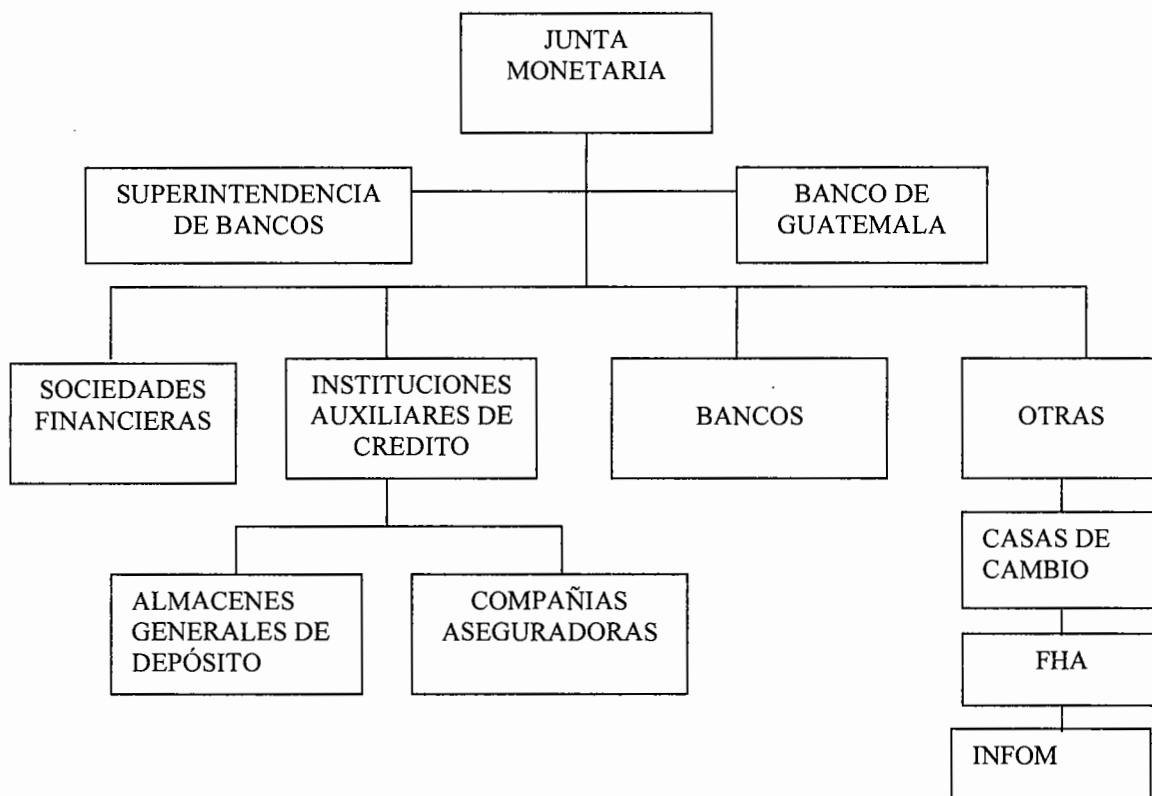 JUNTA
MONETARIA
SUPERINTENDENCIA
DE BANCOS
BANCO DE
GUATEMALA
SOCIEDADES
FINANCIERAS
INSTITUCIONES
AUXILIARES DE
CREDITO
BANCOS
OTRAS
CASAS DE
CAMBIO
ALMACENES
GENERALES DE
DEPÓSITO
COMPAÑIAS
ASEGURADORAS
FHA
INFOM